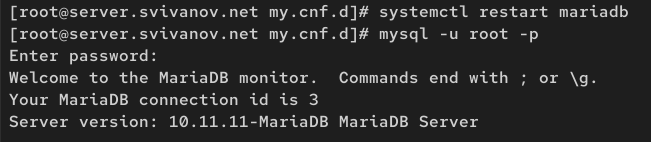 [root@server.svivanov.net my.cnf.d]# systemctl restart mariadb
[root@server.svivanov.net my.cnf.d]# mysql -u root -p
Enter password:
Welcome to the MariaDB monitor.  Commands end with ; or \g.
Your MariaDB connection id is 3
Server version: 10.11.11-MariaDB MariaDB Server